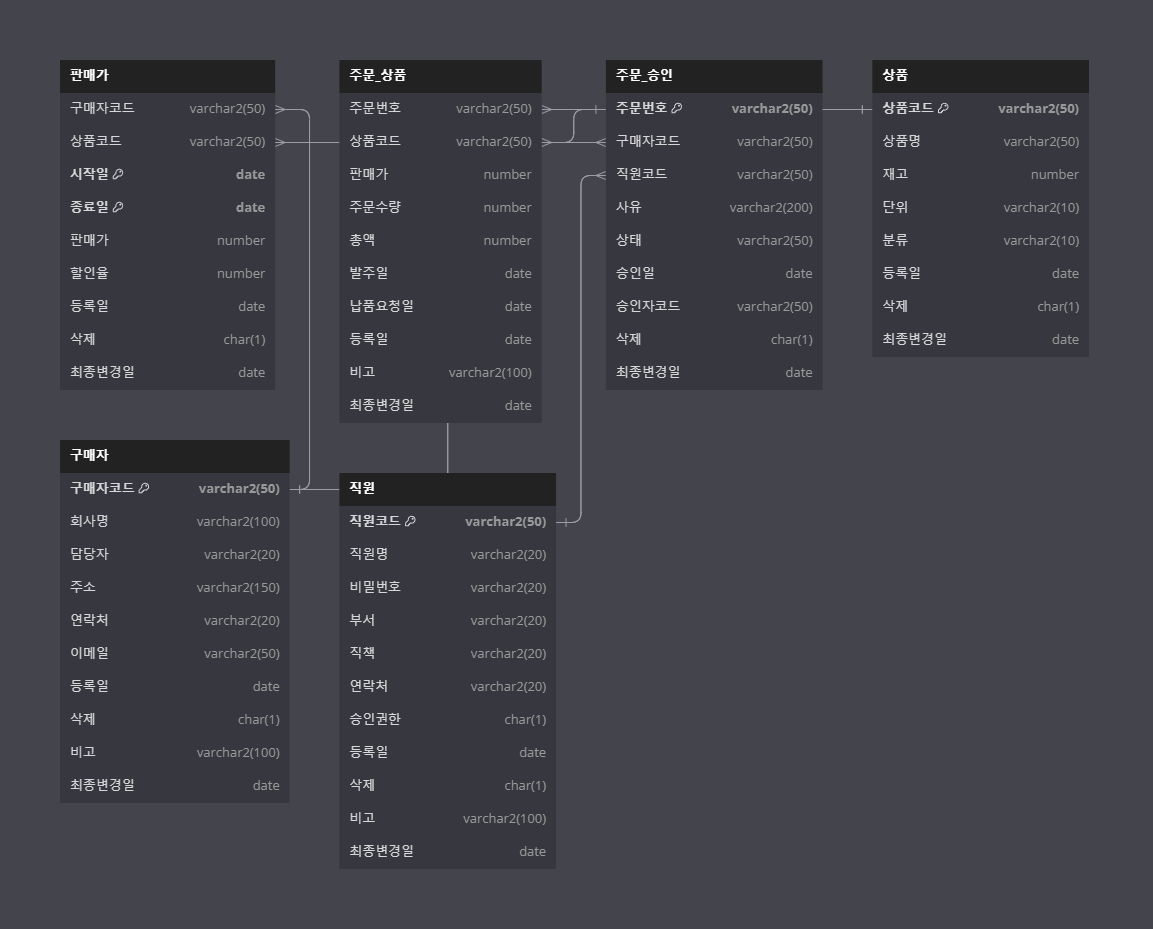 판매가
구매자코드 varchar2(50)
상품코드 varchar2(50)
시작일 date
종료일 date
판매가 number
할인율 number
등록일 date
삭제 char(1)
최종변경일 date
주문_상품
주문번호 varchar2(50)
상품코드 varchar2(50)
판매가 number
주문수량 number
총액 number
발주일 date
납품요청일 date
등록일 date
비고 varchar2(100)
최종변경일 date
주문_승인
주문번호 varchar2(50)
구매자코드 varchar2(50)
직원코드 varchar2(50)
사유 varchar2(200)
상태 varchar2(50)
승인일 date
승인자코드 varchar2(50)
삭제 char(1)
최종변경일 date
상품
상품코드 varchar2(50)
상품명 varchar2(50)
재고 number
단위 varchar2(10)
분류 varchar2(10)
등록일 date
삭제 char(1)
최종변경일 date
구매자
구매자코드 varchar2(50)
회사명 varchar2(100)
담당자 varchar2(20)
주소 varchar2(150)
연락처 varchar2(20)
이메일 varchar2(50)
등록일 date
삭제 char(1)
비고 varchar2(100)
최종변경일 date
직원
직원코드 varchar2(50)
직원명 varchar2(20)
비밀번호 varchar2(20)
부서 varchar2(20)
직책 varchar2(20)
연락처 varchar2(20)
승인권한 char(1)
등록일 date
삭제 char(1)
비고 varchar2(100)
최종변경일 date